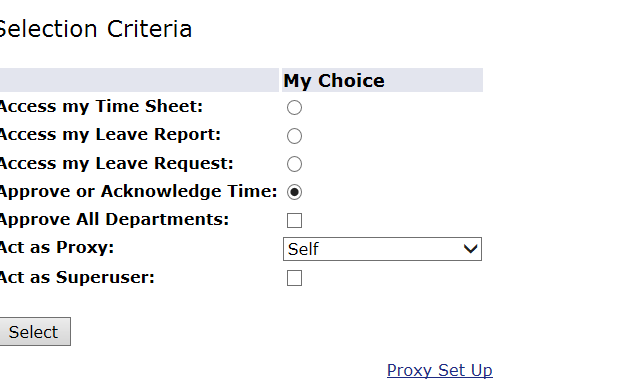 Selection Criteria
My Choice
Access my Time Sheet:
Access my Leave Report:
Access my Leave Request:
Approve or Acknowledge Time:
Approve All Departments:
Act as Proxy: Self
Act as Superuser:
Select
Proxy Set Up